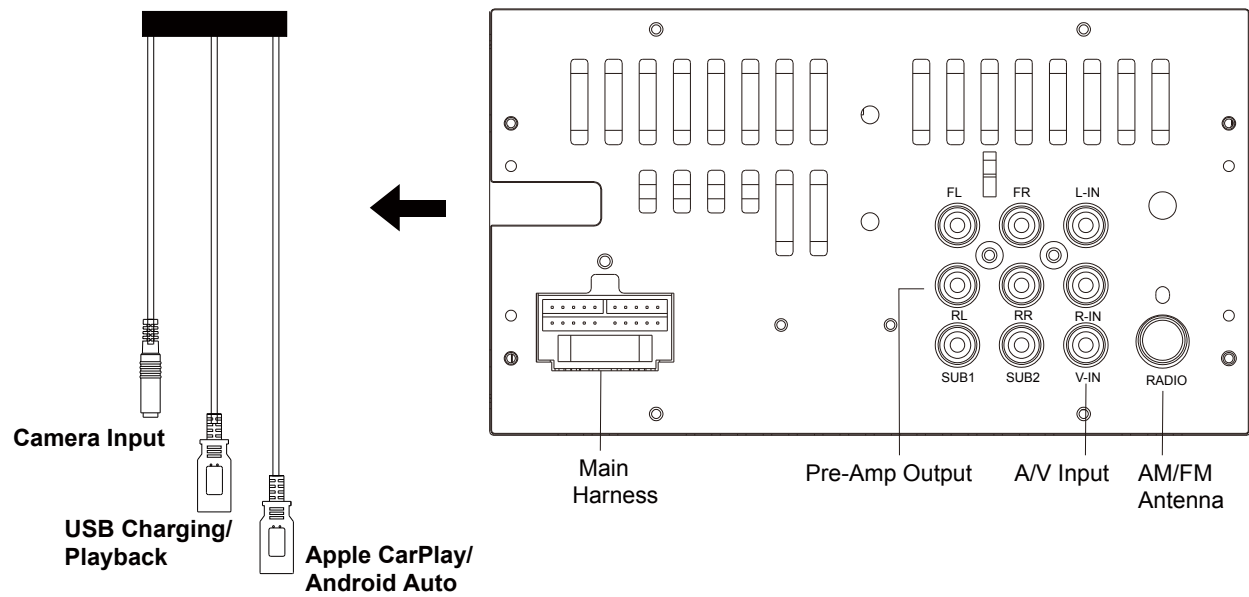 FL
FR
L-IN
RL
RR
R-IN
SUB1
SUB2
V-IN
RADIO
Camera Input
USB Charging/
Playback
Apple CarPlay/
Android Auto
Main
Harness
Pre-Amp Output
A/V Input
AM/FM
Antenna